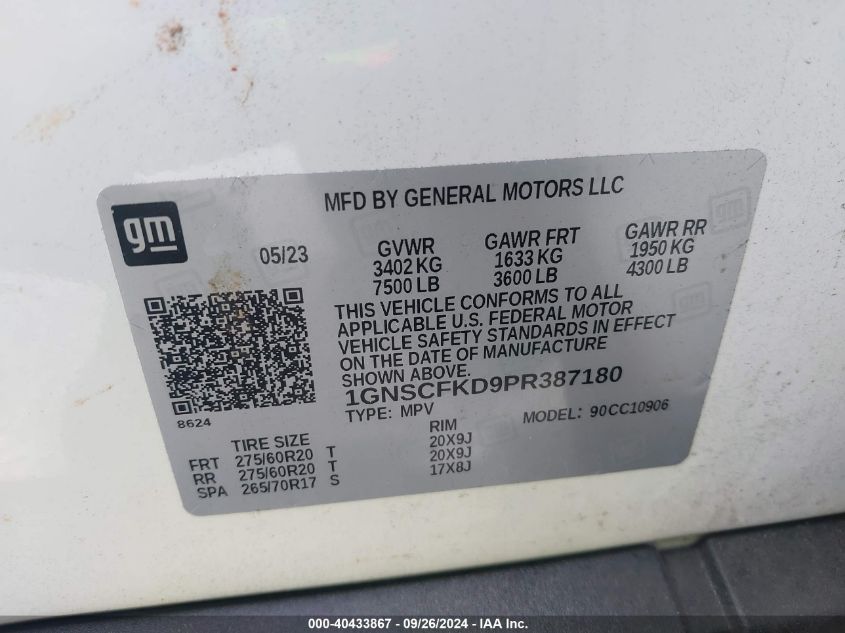 MFD BY GENERAL MOTORS LLC
gm
05/23
GVWR
3402 KG
7500 LB
GAWR FRT
1633 KG
3600 LB
GAWR RR
1950 KG
4300 LB
THIS VEHICLE CONFORMS TO ALL
APPLICABLE U.S. FEDERAL MOTOR
VEHICLE SAFETY STANDARDS IN EFFECT
ON THE DATE OF MANUFACTURE
SHOWN ABOVE.
1GNSCFKD9PR387180
8624
TYPE: MPV
MODEL: 90CC10906
TIRE SIZE RIM
FRT 275/60R20 T 20X9J
RR 275/60R20 T 20X9J
SPA 265/70R17 S 17X8J
000-40433867 - 09/26/2024 - IAA Inc.